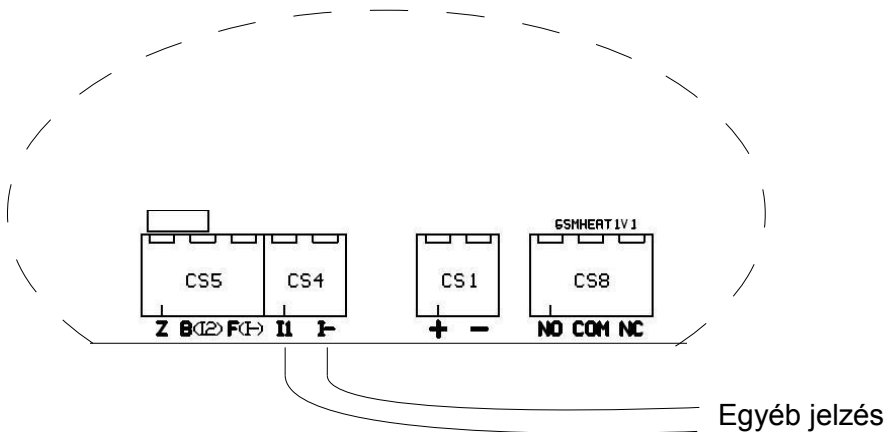 GSMHEAT1V1
CS5 CS4 CS1 CS8
Z B(I2) F(I-) I1 I- + - NO COM NC
Egyéb jelzés